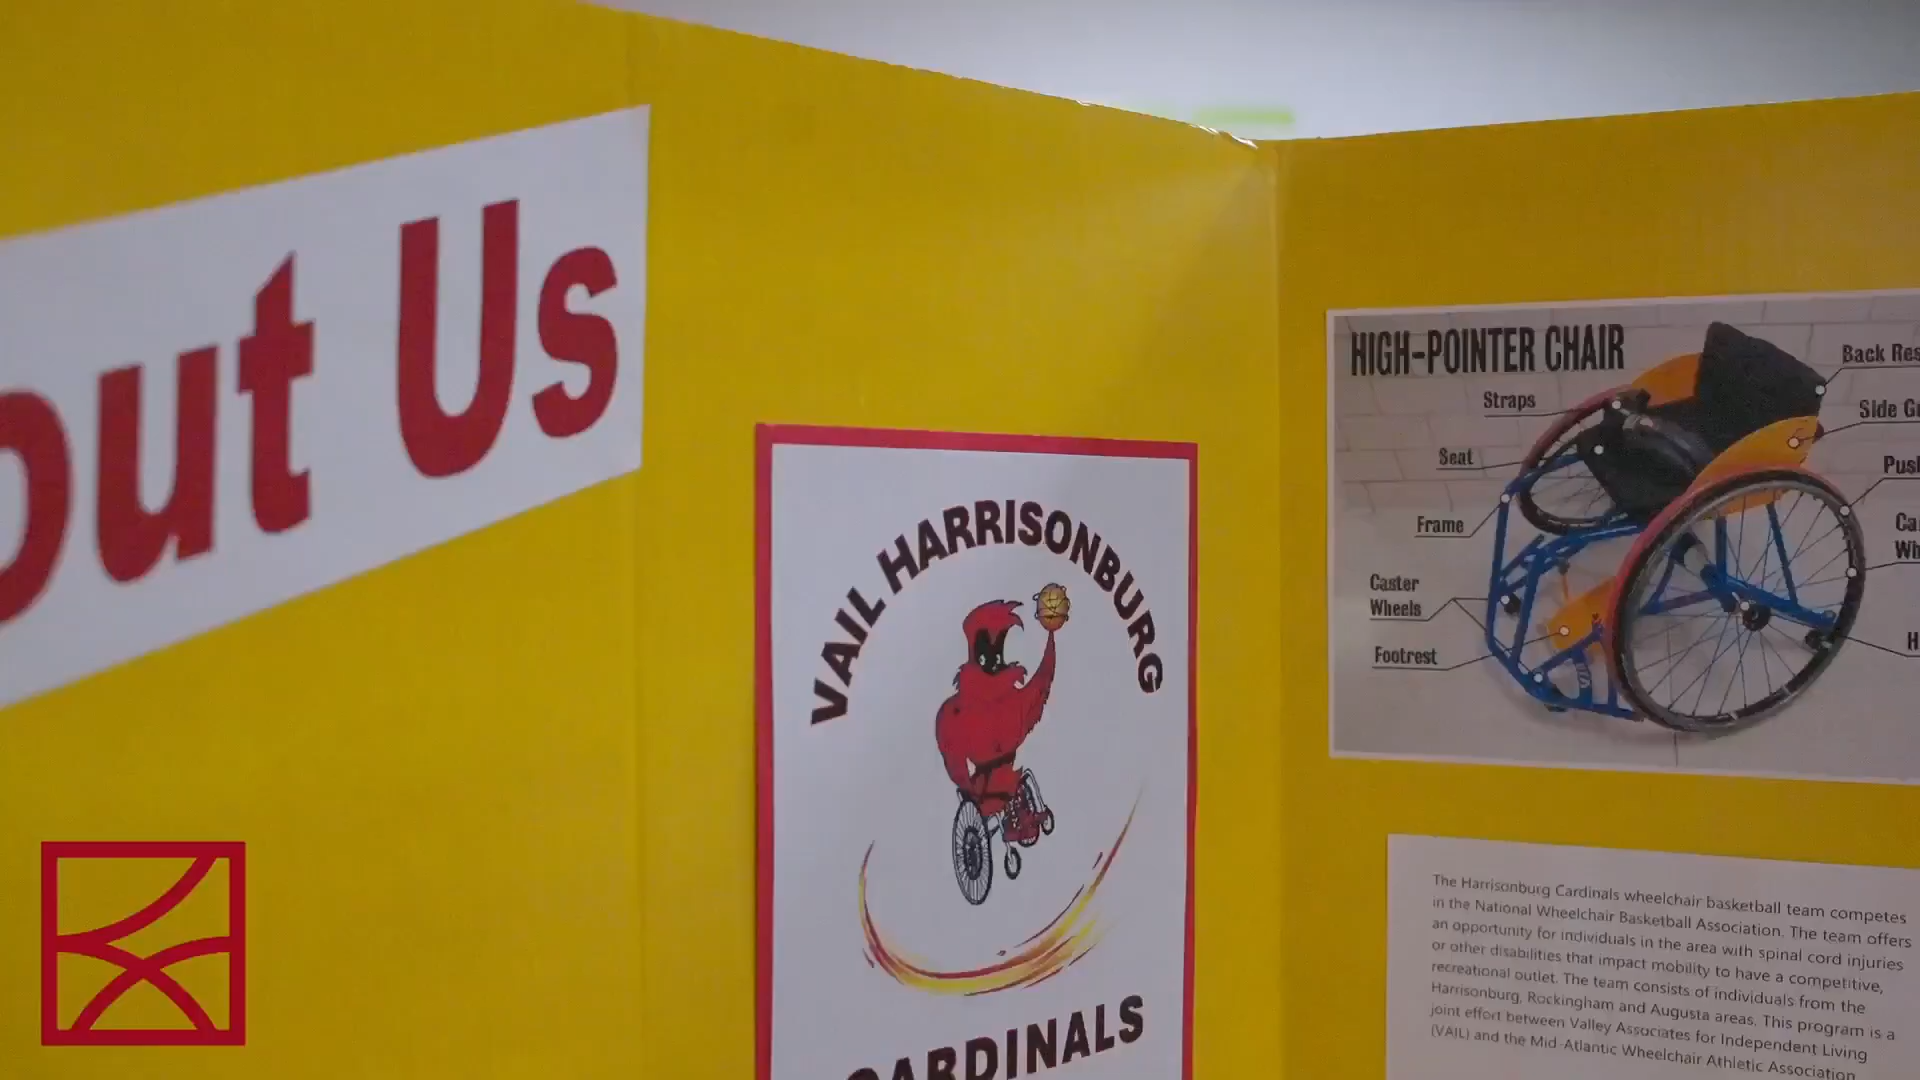 out Us
VAIL HARRISONBURG
CARDINALS
HIGH-POINTER CHAIR
Back Res
Straps
Side G
Seat
Pus
Frame
Ca
Wh
Caster
Wheels
H
Footrest
The Harrisonburg Cardinals wheelchair basketball team competes
in the National Wheelchair Basketball Association. The team offers
an opportunity for individuals in the area with spinal cord injuries
or other disabilities that impact mobility to have a competitive,
recreational outlet. The team consists of individuals from the
Harrisonburg, Rockingham and Augusta areas. This program is a
joint effort between Valley Associates for Independent Living
(VAIL) and the Mid-Atlantic Wheelchair Athletic Association